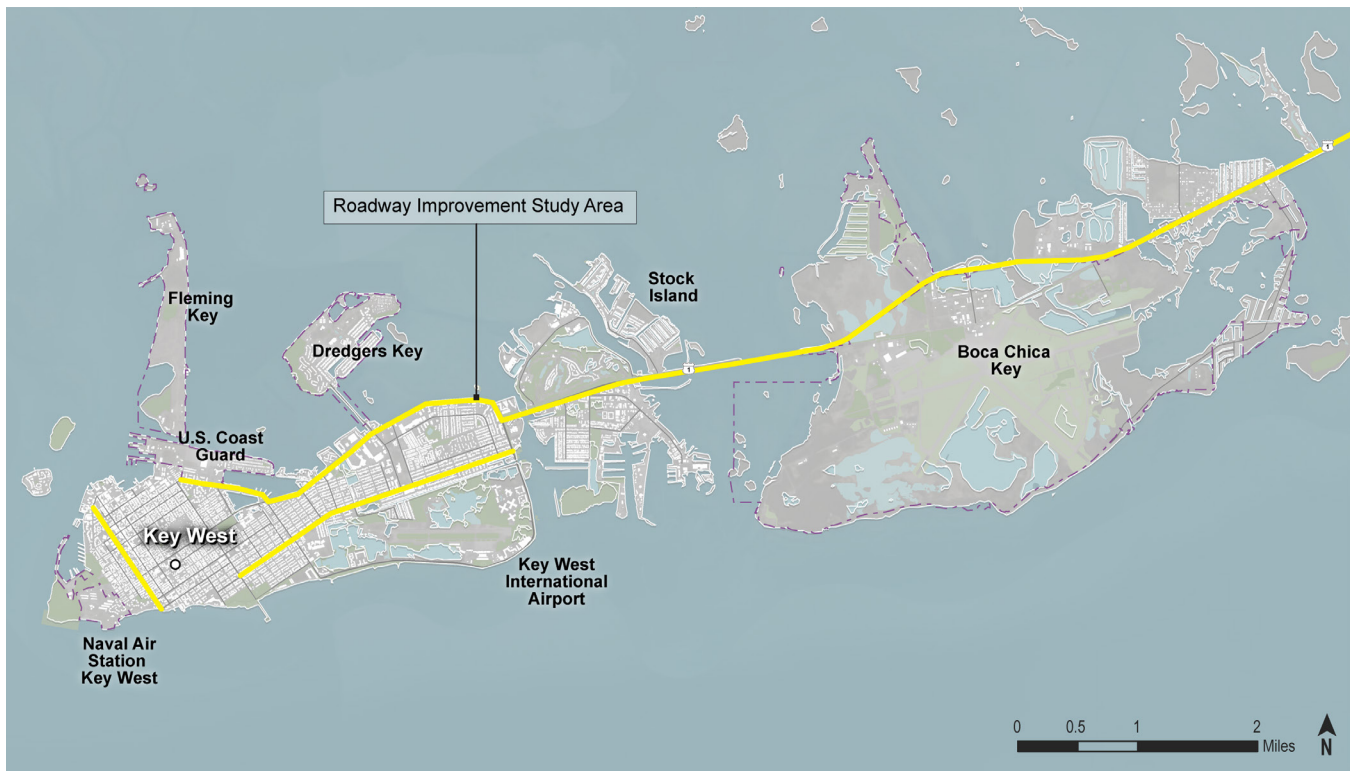 1
Roadway Improvement Study Area
Stock
Island
Fleming
Key
Dredgers Key
Boca Chica
Key
1
U.S. Coast
Guard
Key West
Key West
International
Airport
Naval Air
Station
Key West
0 0.5 1 2
Miles
N